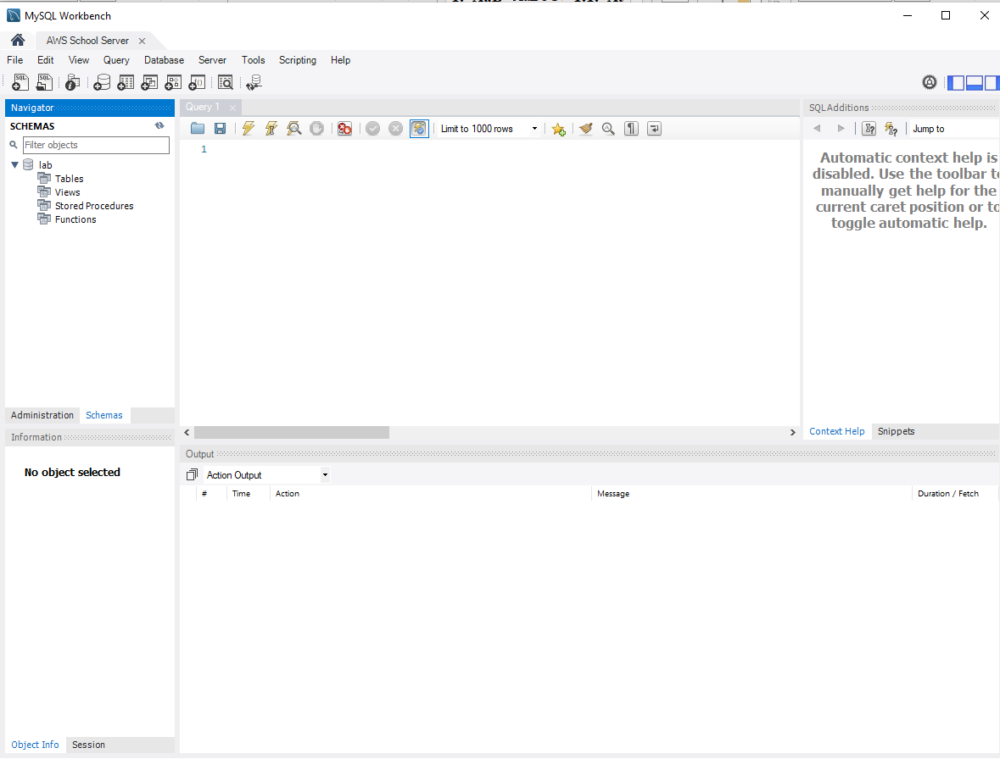 MySQL Workbench
AWS School Server
File Edit View Query Database Server Tools Scripting Help
Navigator
SCHEMAS
Filter objects
lab
Tables
Views
Stored Procedures
Functions
Administration Schemas
Information
No object selected
Object Info Session
Query 1
Limit to 1000 rows
1
SQLAdditions
Jump to
Automatic context help is
disabled. Use the toolbar to
manually get help for the
current caret position or to
toggle automatic help.
Context Help Snippets
Output
Action Output
# Time Action Message Duration / Fetch